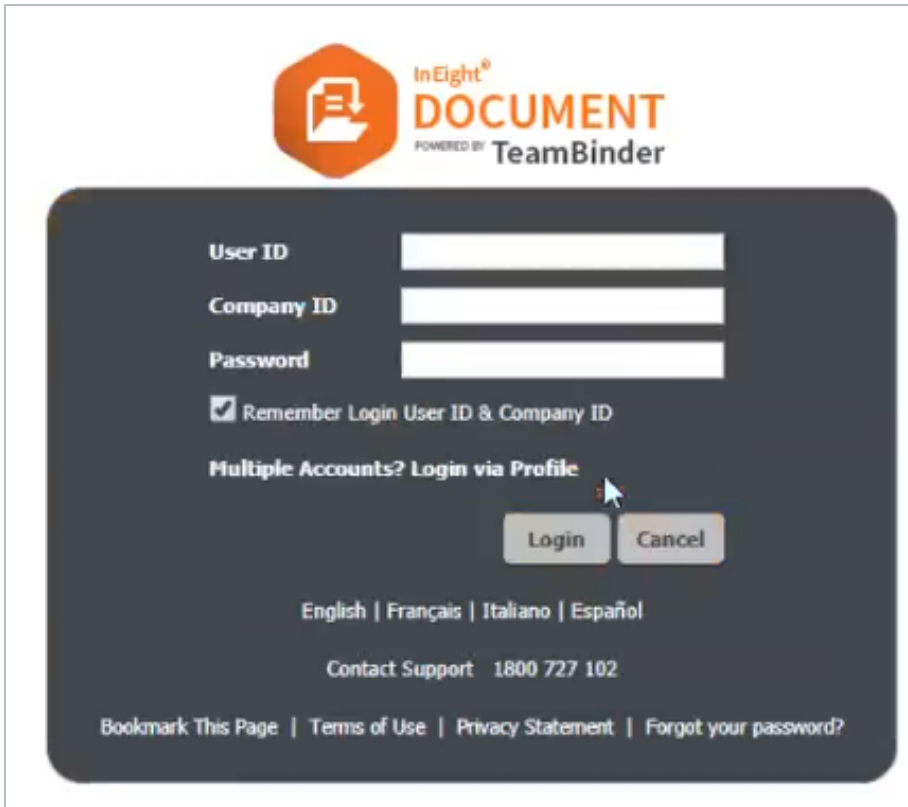 InEight®
DOCUMENT
POWERED BY TeamBinder
User ID
Company ID
Password
Remember Login User ID & Company ID
Multiple Accounts? Login via Profile
Login Cancel
English | Français | Italiano | Español
Contact Support 1800 727 102
Bookmark This Page | Terms of Use | Privacy Statement | Forgot your password?